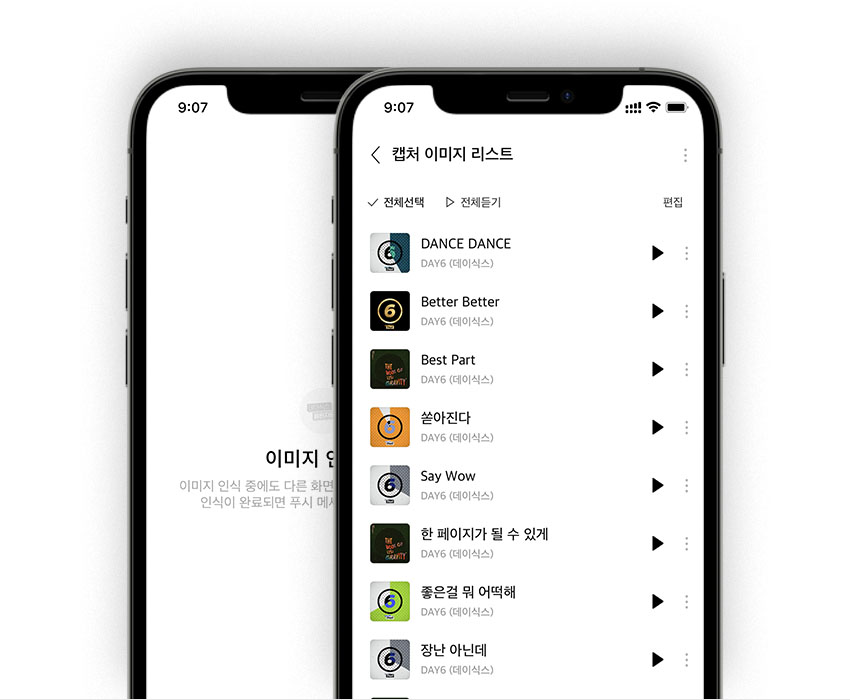 9:07
이미지 인
이미지 인식 중에도 다른 화면
인식이 완료되면 푸시 메시
9:07
캡처 이미지 리스트
전체선택 전체듣기 편집
DANCE DANCE
DAY6 (데이식스)
Better Better
DAY6 (데이식스)
Best Part
DAY6 (데이식스)
쏟아진다
DAY6 (데이식스)
Say Wow
DAY6 (데이식스)
한 페이지가 될 수 있게
DAY6 (데이식스)
좋은걸 뭐 어떡해
DAY6 (데이식스)
장난 아닌데
DAY6 (데이식스)